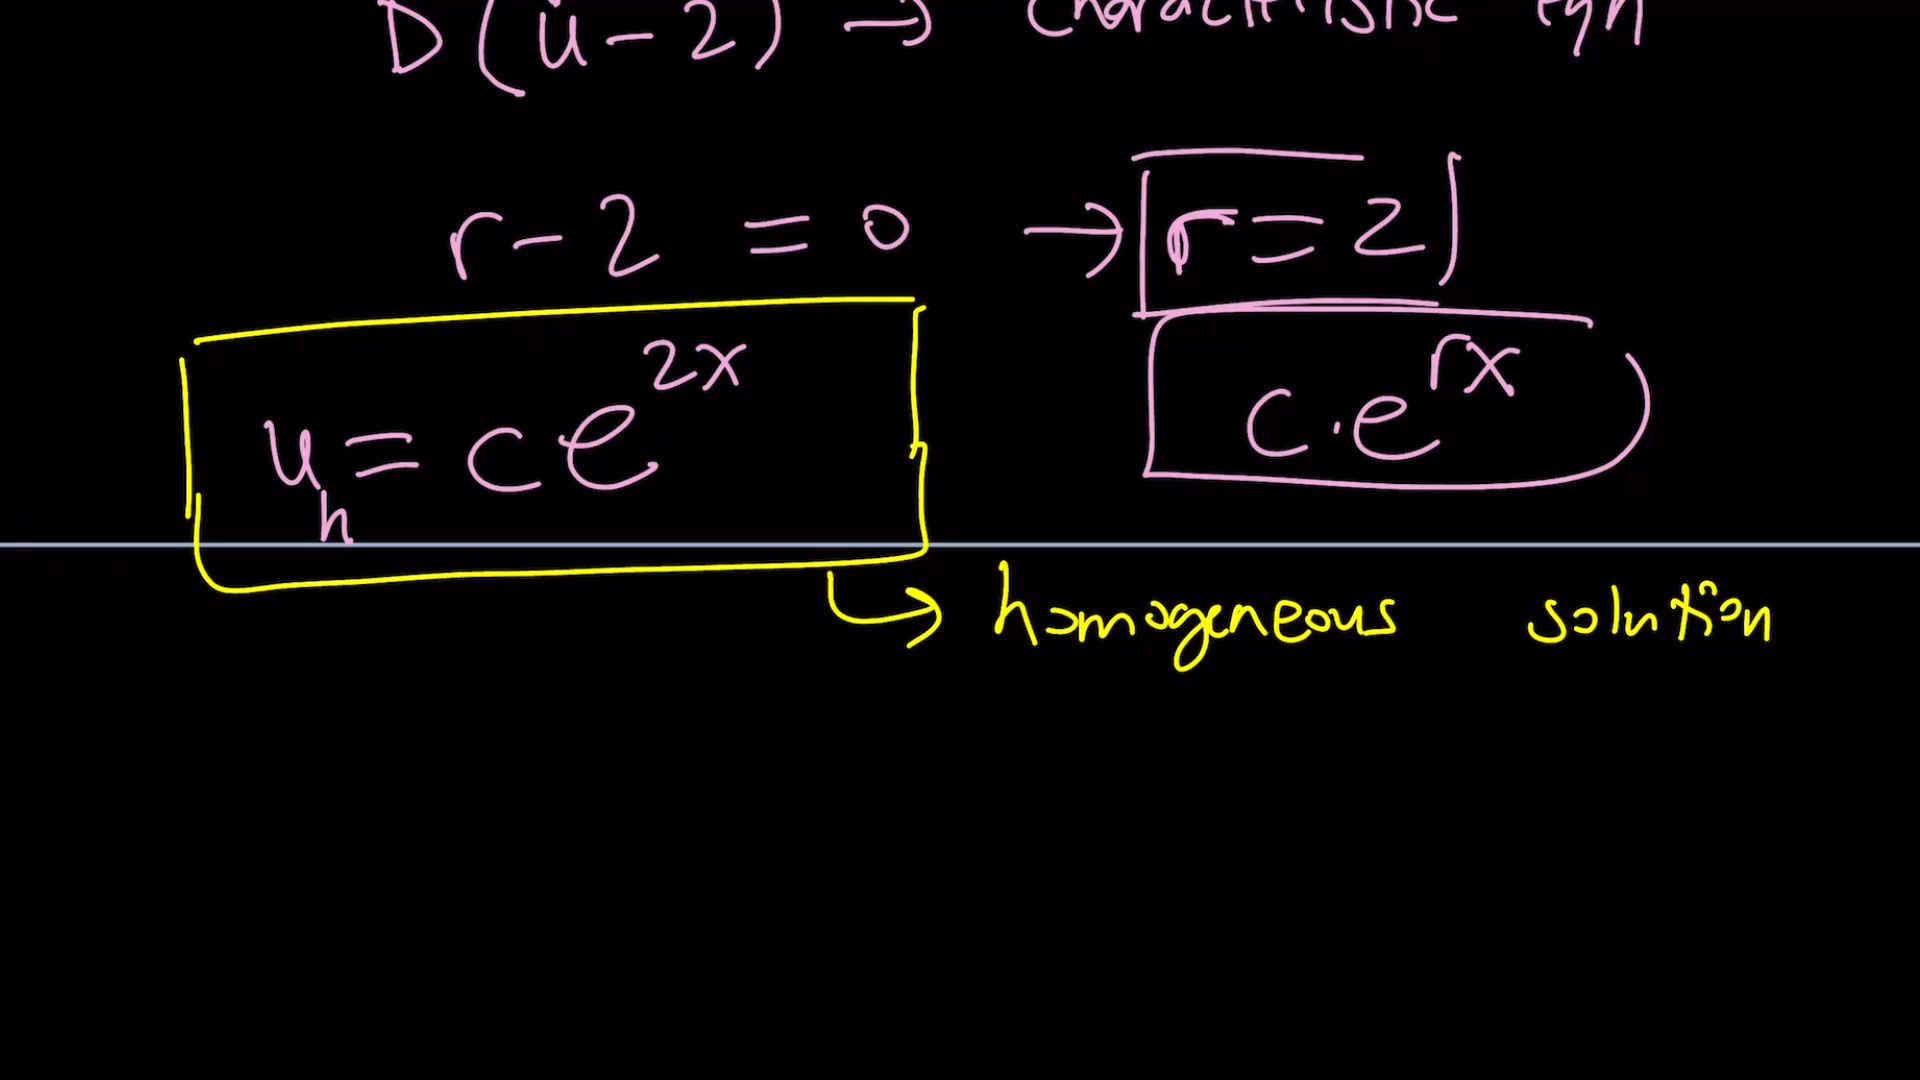 D(u-2) → characteristic eqn
r-2 = 0 → r=2
u_h = ce^{2x} c·e^{rx}
↳ homogeneous solution